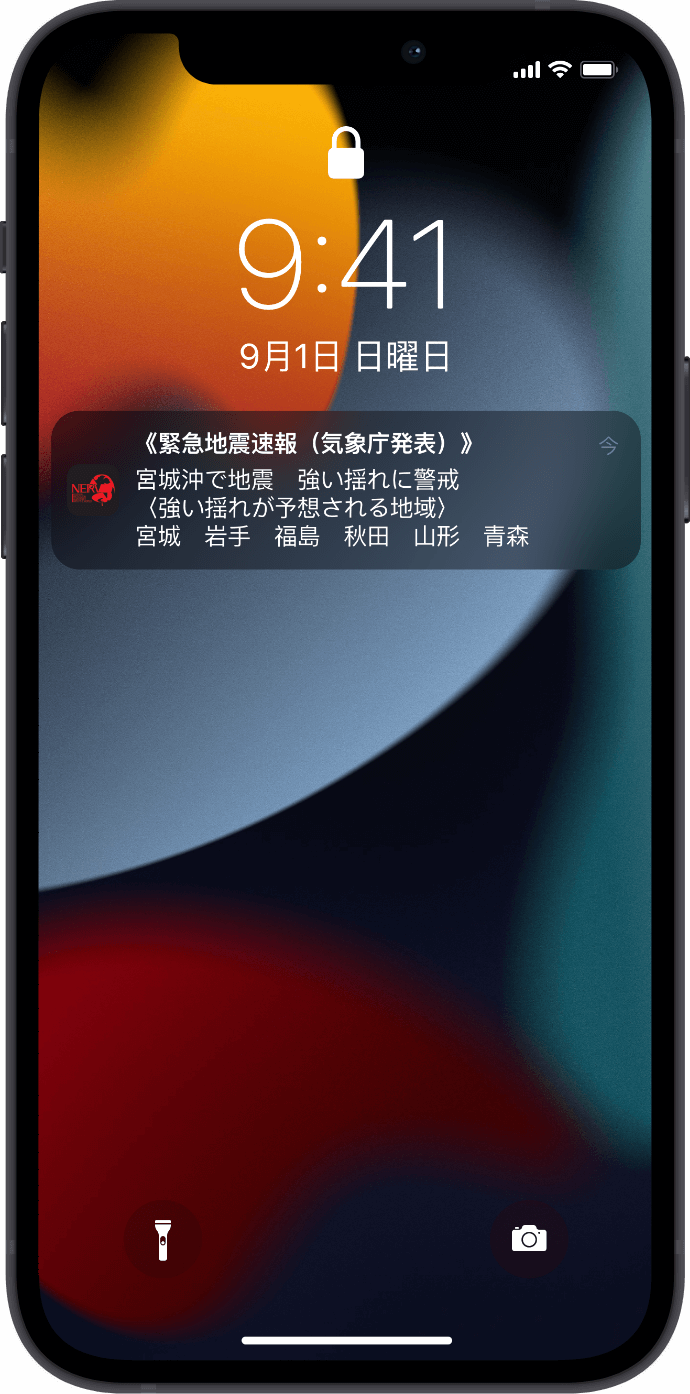 9:41
9月1日 日曜日
《緊急地震速報（気象庁発表）》
今
宮城沖で地震　強い揺れに警戒
〈強い揺れが予想される地域〉
宮城　岩手　福島　秋田　山形　青森
NERV